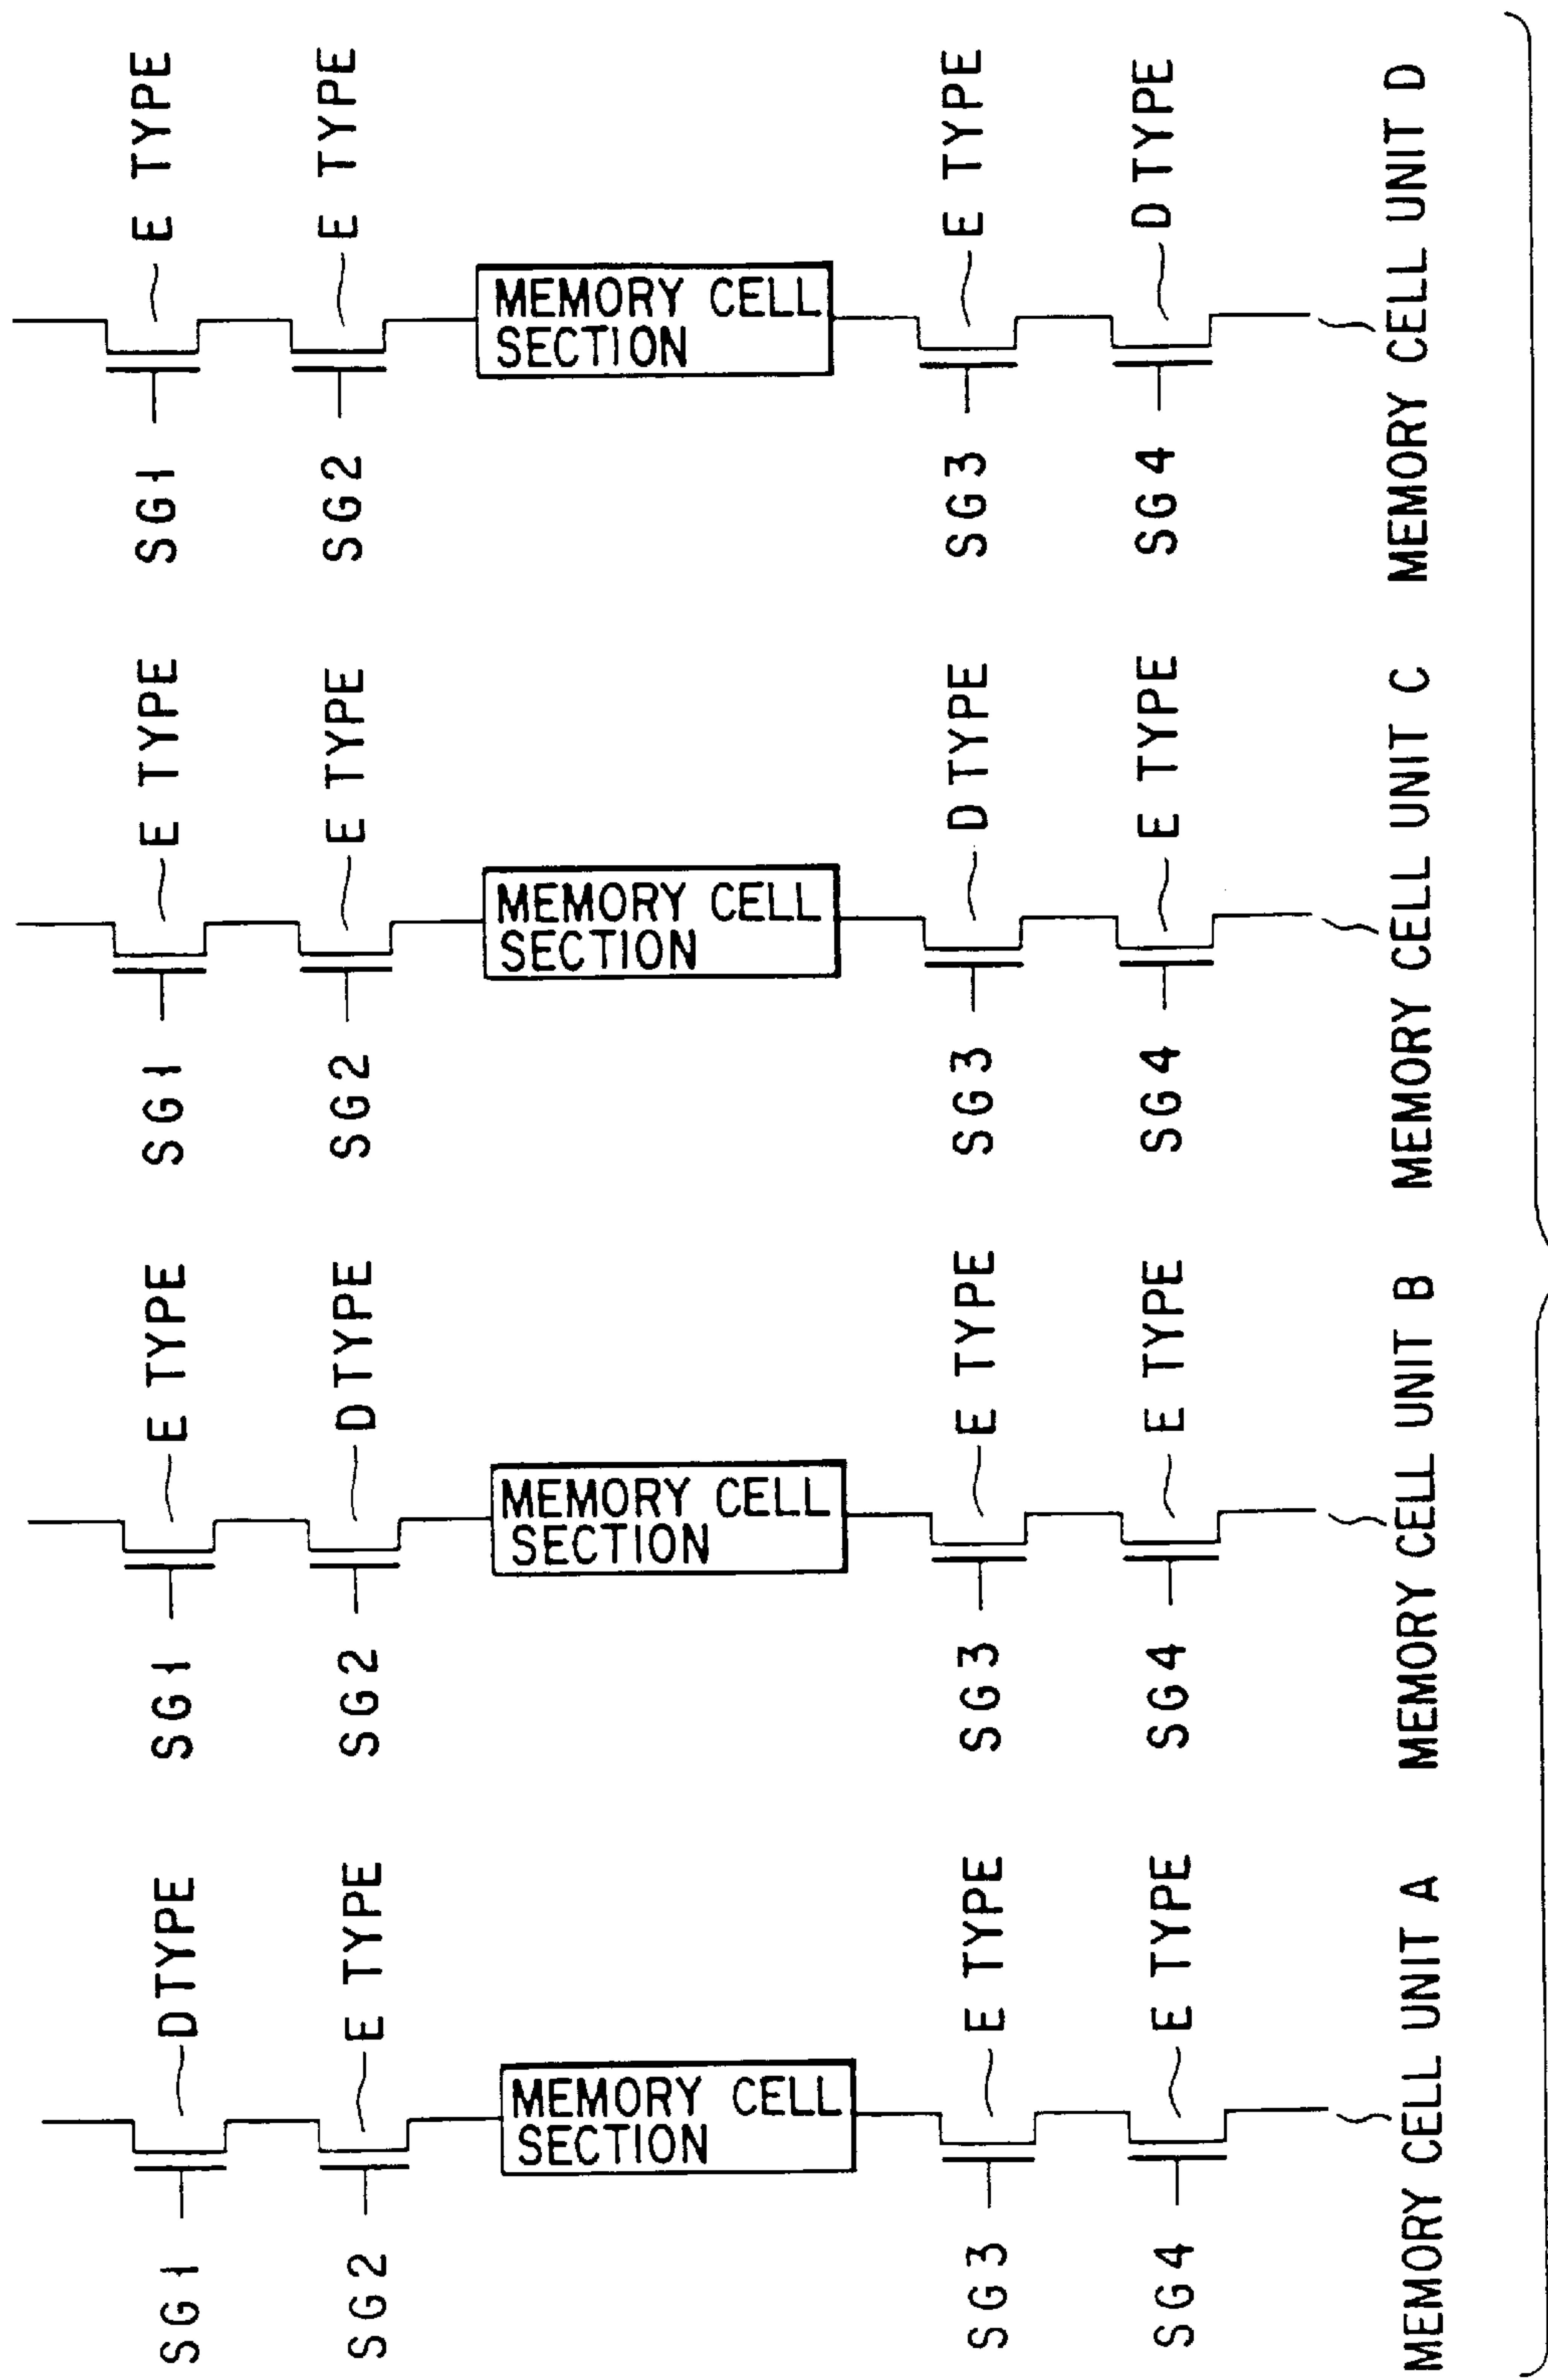 SG1 DTYPE SG1 E TYPE SG1 E TYPE SG1 E TYPE
SG2 E TYPE SG2 DTYPE SG2 E TYPE SG2 E TYPE
MEMORY CELL
SECTION
MEMORY CELL
SECTION
MEMORY CELL
SECTION
MEMORY CELL
SECTION
SG3 E TYPE SG3 E TYPE SG3 DTYPE SG3 E TYPE
SG4 E TYPE SG4 E TYPE SG4 E TYPE SG4 DTYPE
MEMORY CELL UNIT A MEMORY CELL UNIT B MEMORY CELL UNIT C MEMORY CELL UNIT D